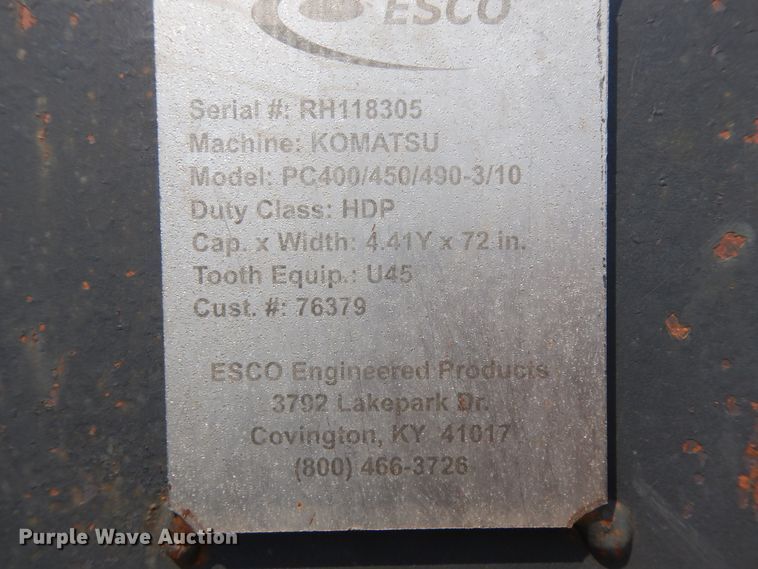 ESCO
Serial #: RH118305
Machine: KOMATSU
Model: PC400/450/490-3/10
Duty Class: HDP
Cap. x Width: 4.41Y x 72 in.
Tooth Equip.: U45
Cust. #: 76379
ESCO Engineered Products
3792 Lakepark Dr.
Covington, KY 41017
(800) 466-3726
Purple Wave Auction